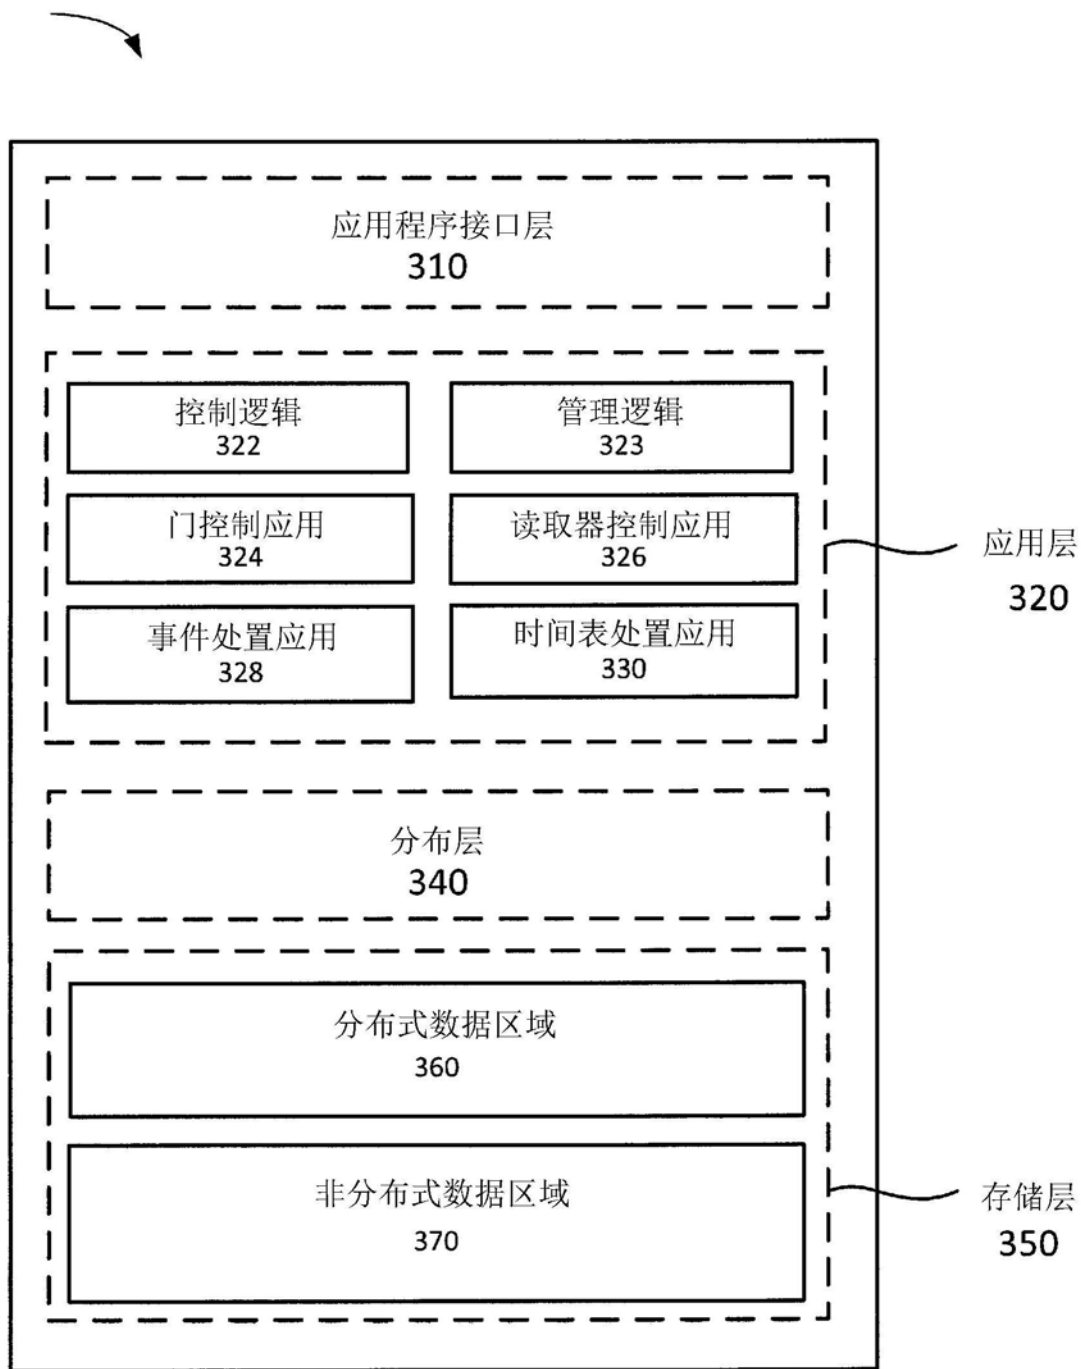 应用程序接口层
310
控制逻辑
322
管理逻辑
323
门控制应用
324
读取器控制应用
326
事件处置应用
328
时间表处置应用
330
应用层
320
分布层
340
分布式数据区域
360
非分布式数据区域
370
存储层
350